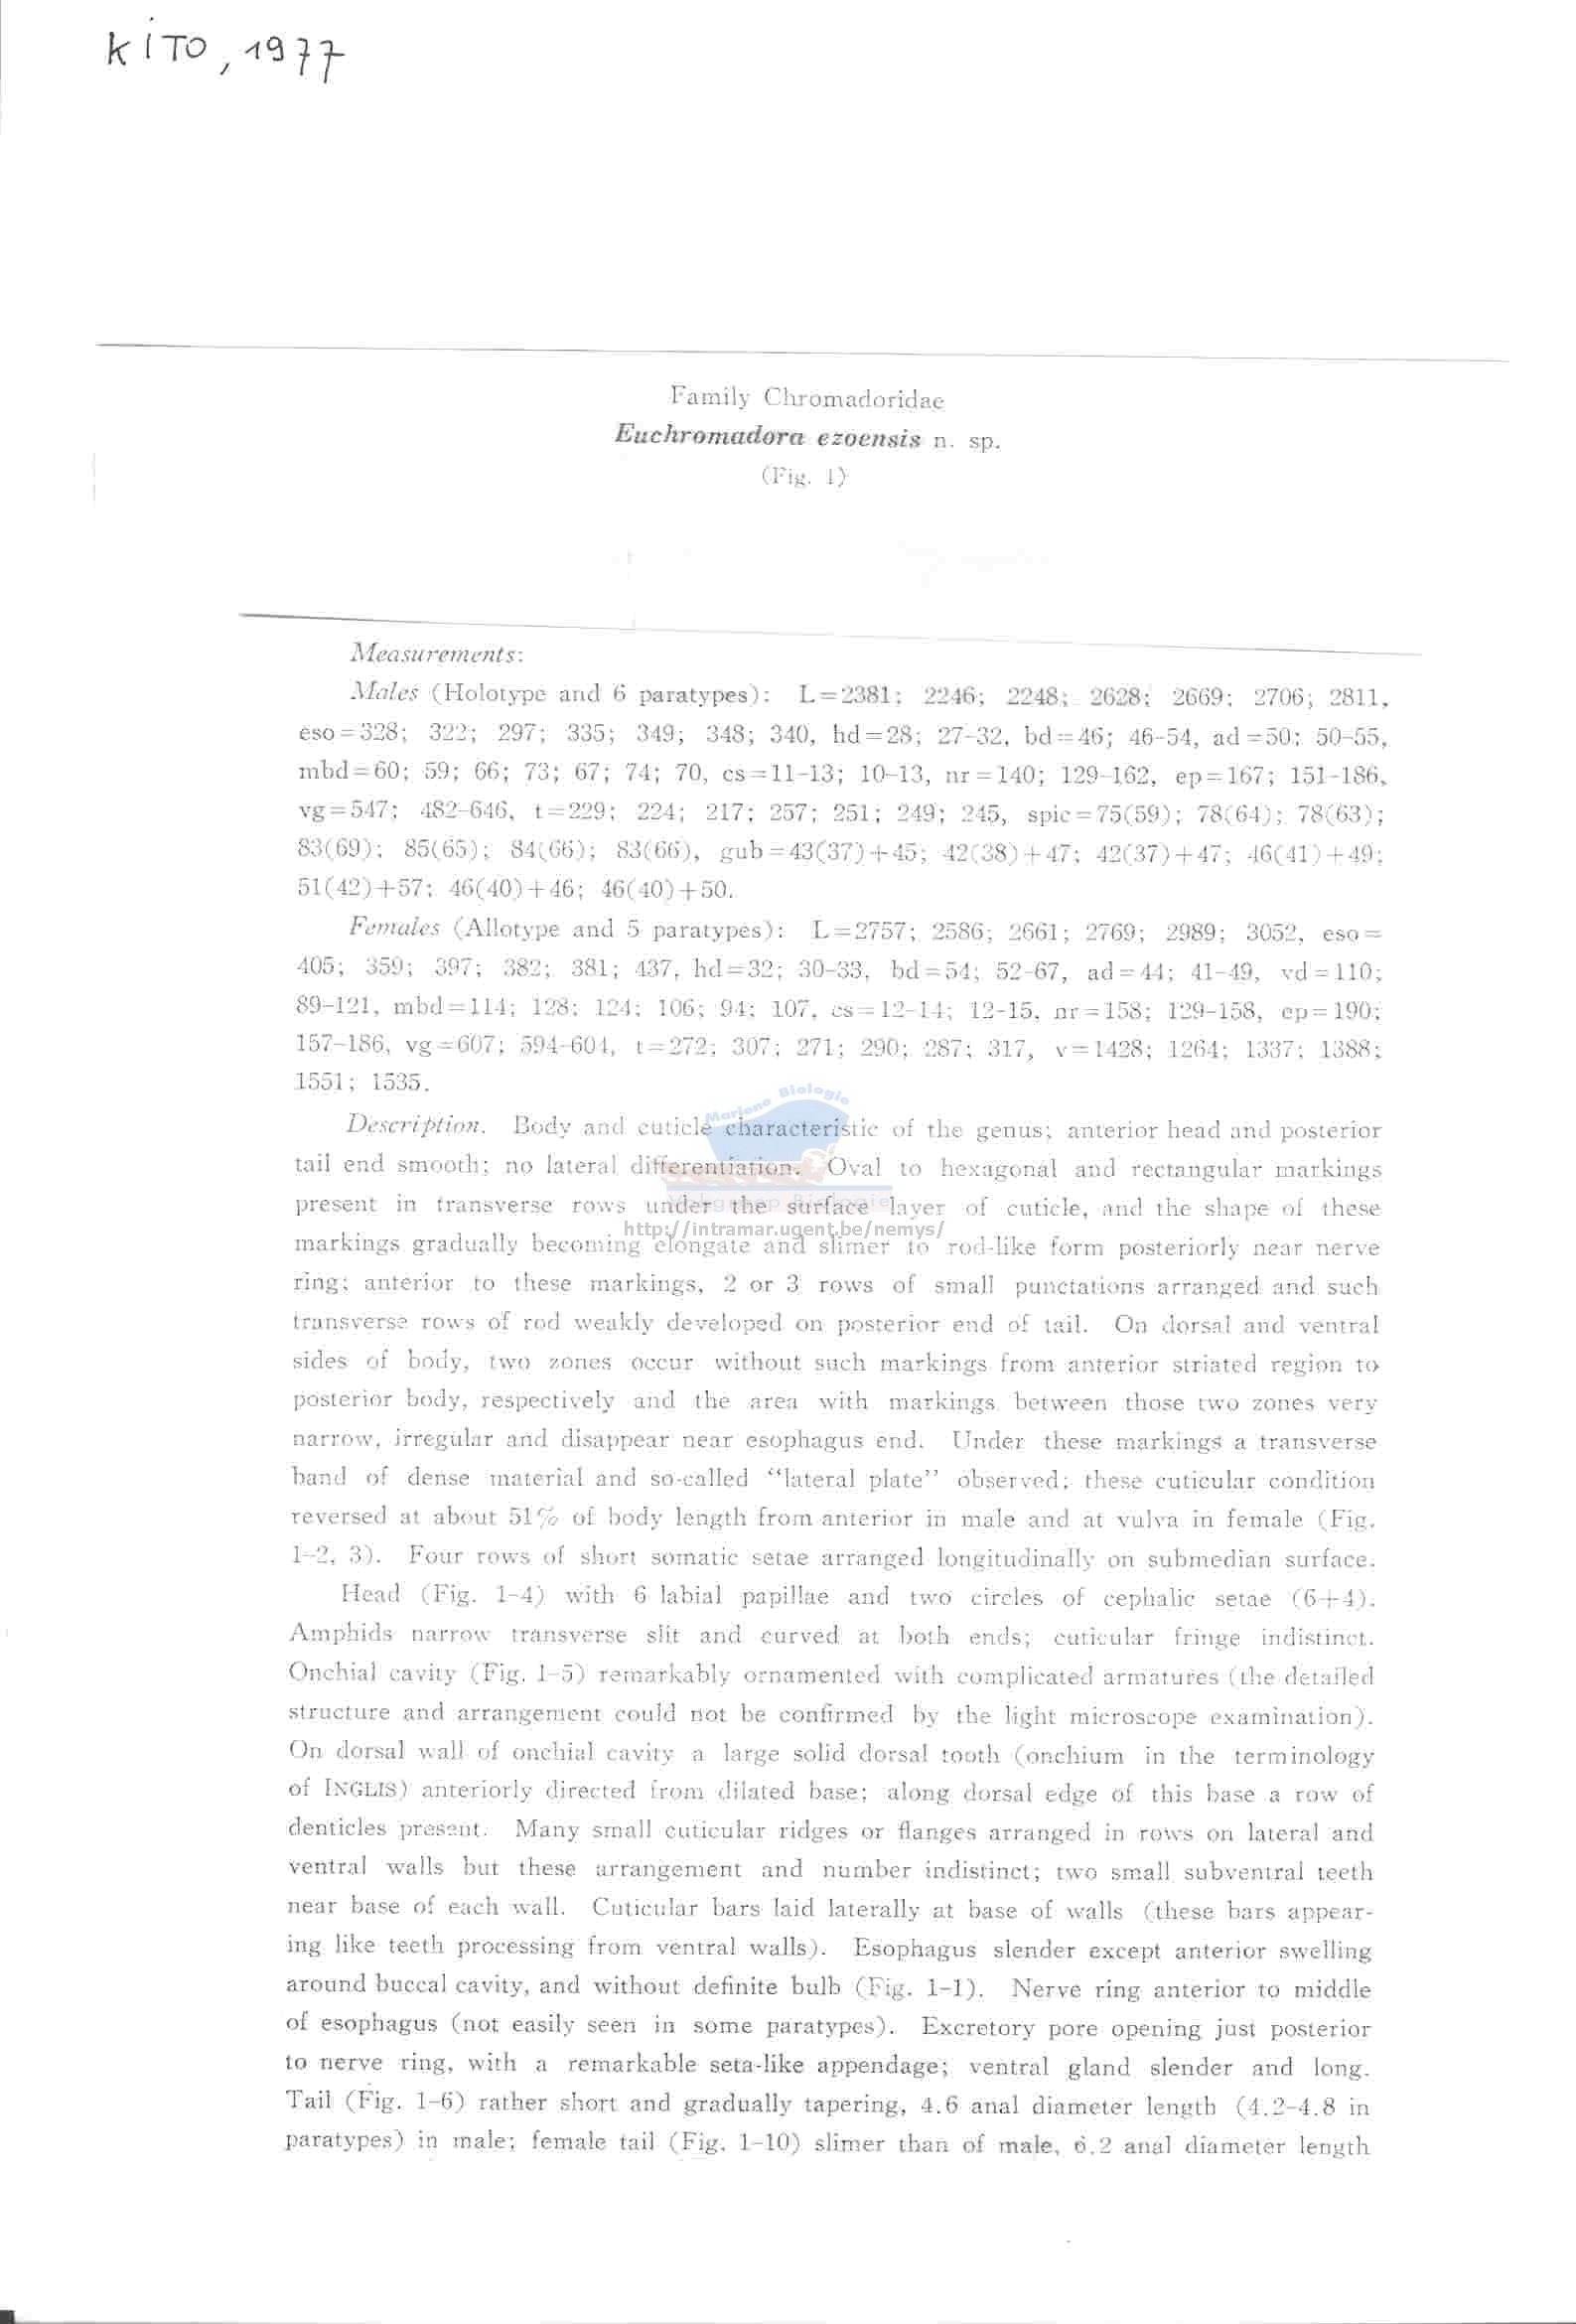 KITO, 1977
Family Chromadoridae
Euchromadora ezoensis n. sp.
(Fig. 1)
Measurements:
Males (Holotype and 6 paratypes): L=2381; 2246; 2248; 2628; 2669; 2706; 2811,
eso=328; 322; 297; 335; 349; 348; 340, hd=28; 27-32, bd=46; 46-54, ad=50; 50-55,
mbd=60; 59; 66; 73; 67; 74; 70, cs=11-13; 10-13, nr=140; 129-162, ep=167; 151-186,
vg=547; 482-646, t=229; 224; 217; 257; 251; 249; 245, spic=75(59); 78(64); 78(63);
83(69); 85(65); 84(66); 83(66), gub=43(37)+45; 42(38)+47; 42(37)+47; 46(41)+49;
51(42)+57; 46(40)+46; 46(40)+50.
Females (Allotype and 5 paratypes): L=2757; 2586; 2661; 2769; 2989; 3052, eso=
405; 359; 397; 382; 381; 437, hd=32; 30-33, bd=54; 52-67, ad=44; 41-49, vd=110;
89-121, mbd=114; 128; 124; 106; 94; 107, cs=12-14; 12-15, nr=158; 129-158, ep=190;
157-186, vg=607; 594-604, t=272; 307; 271; 290; 287; 317, v=1428; 1264; 1337; 1388;
1551; 1535.
Mariene Biologie
Description. Body and cuticle characteristic of the genus; anterior head and posterior
tail end smooth; no lateral differentiation. Oval to hexagonal and rectangular markings
present in transverse rows under the surface layer of cuticle, and the shape of these
http://intramar.ugent.be/nemys/
markings gradually becoming elongate and slimer to rod-like form posteriorly near nerve
ring; anterior to these markings, 2 or 3 rows of small punctations arranged and such
transverse rows of rod weakly developed on posterior end of tail. On dorsal and ventral
sides of body, two zones occur without such markings from anterior striated region to
posterior body, respectively and the area with markings between those two zones very
narrow, irregular and disappear near esophagus end. Under these markings a transverse
band of dense material and so-called “lateral plate” observed; these cuticular condition
reversed at about 51% of body length from anterior in male and at vulva in female (Fig.
1-2, 3). Four rows of short somatic setae arranged longitudinally on submedian surface.
Head (Fig. 1-4) with 6 labial papillae and two circles of cephalic setae (6+4).
Amphids narrow transverse slit and curved at both ends; cuticular fringe indistinct.
Onchial cavity (Fig. 1-5) remarkably ornamented with complicated armatures (the detailed
structure and arrangement could not be confirmed by the light microscope examination).
On dorsal wall of onchial cavity a large solid dorsal tooth (onchium in the terminology
of INGLIS) anteriorly directed from dilated base; along dorsal edge of this base a row of
denticles present. Many small cuticular ridges or flanges arranged in rows on lateral and
ventral walls but these arrangement and number indistinct; two small subventral teeth
near base of each wall. Cuticular bars laid laterally at base of walls (these bars appear-
ing like teeth processing from ventral walls). Esophagus slender except anterior swelling
around buccal cavity, and without definite bulb (Fig. 1-1). Nerve ring anterior to middle
of esophagus (not easily seen in some paratypes). Excretory pore opening just posterior
to nerve ring, with a remarkable seta-like appendage; ventral gland slender and long.
Tail (Fig. 1-6) rather short and gradually tapering, 4.6 anal diameter length (4.2-4.8 in
paratypes) in male; female tail (Fig. 1-10) slimer than of male, 6.2 anal diameter length